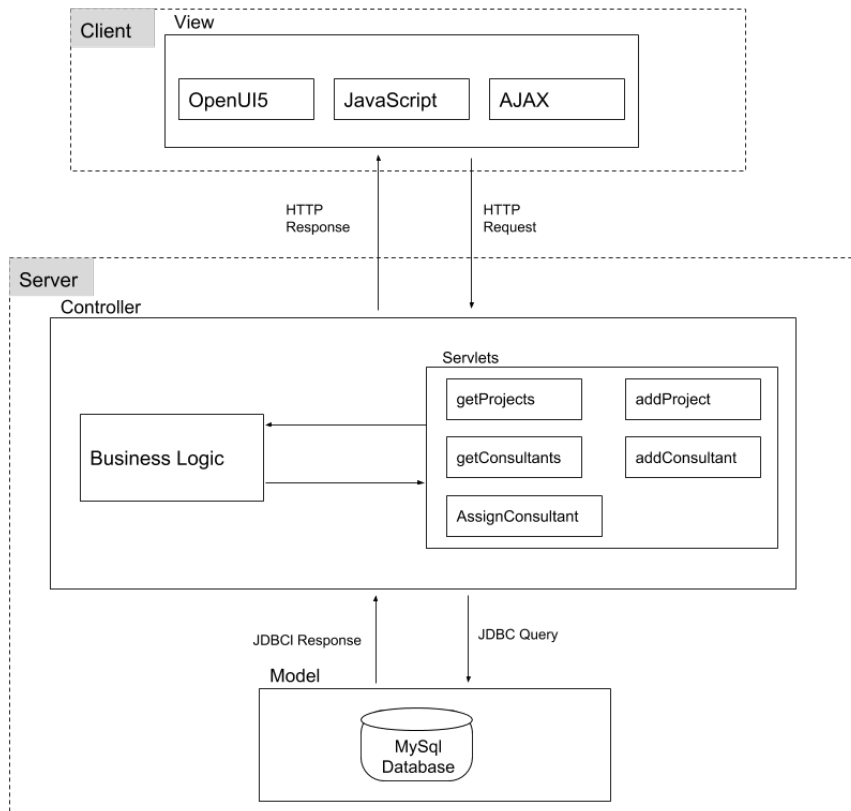 Client
View
OpenUI5
JavaScript
AJAX
HTTP
Response
HTTP
Request
Server
Controller
Servlets
getProjects
addProject
Business Logic
getConsultants
addConsultant
AssignConsultant
JDBCI Response
JDBC Query
Model
MySql
Database